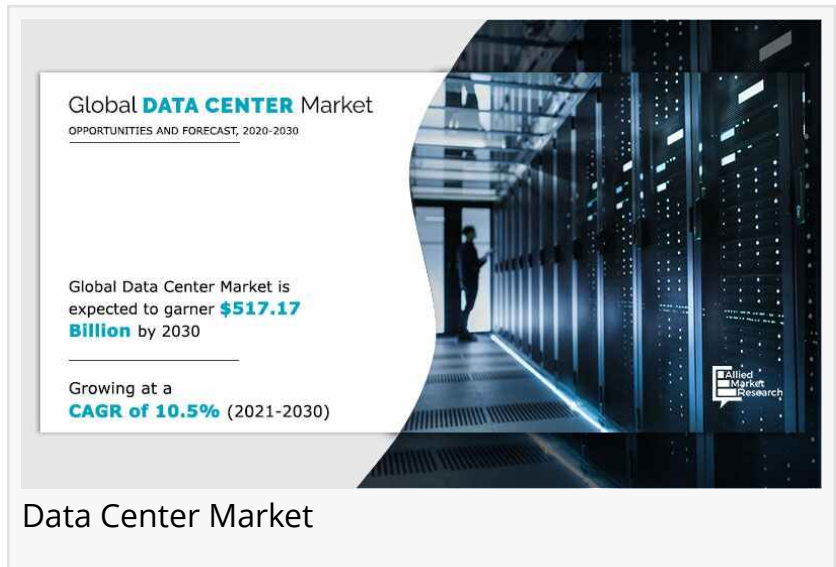 Global DATA CENTER Market
OPPORTUNITIES AND FORECAST, 2020-2030
Global Data Center Market is
expected to garner $517.17
Billion by 2030
Growing at a
CAGR of 10.5% (2021-2030)
Allied
Market
Research
Data Center Market